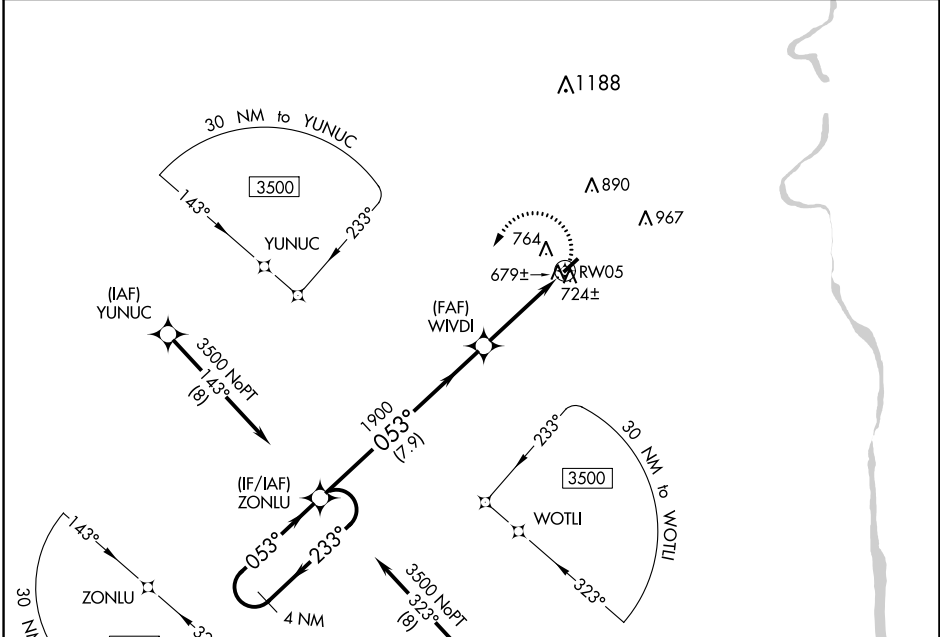 1188
30 NM to YUNUC
3500
143°
233°
YUNUC
890
967
764
679±
RW05
724±
(IAF)
YUNUC
(FAF)
WIVDI
3500 NoPT
143°
(8)
1900
053°
(7.9)
(IF/IAF)
ZONLU
053°
233°
4 NM
233°
30 NM to WOTLI
3500
WOTLI
323°
143°
ZONLU
30 NM
3500 NoPT
323°
(8)